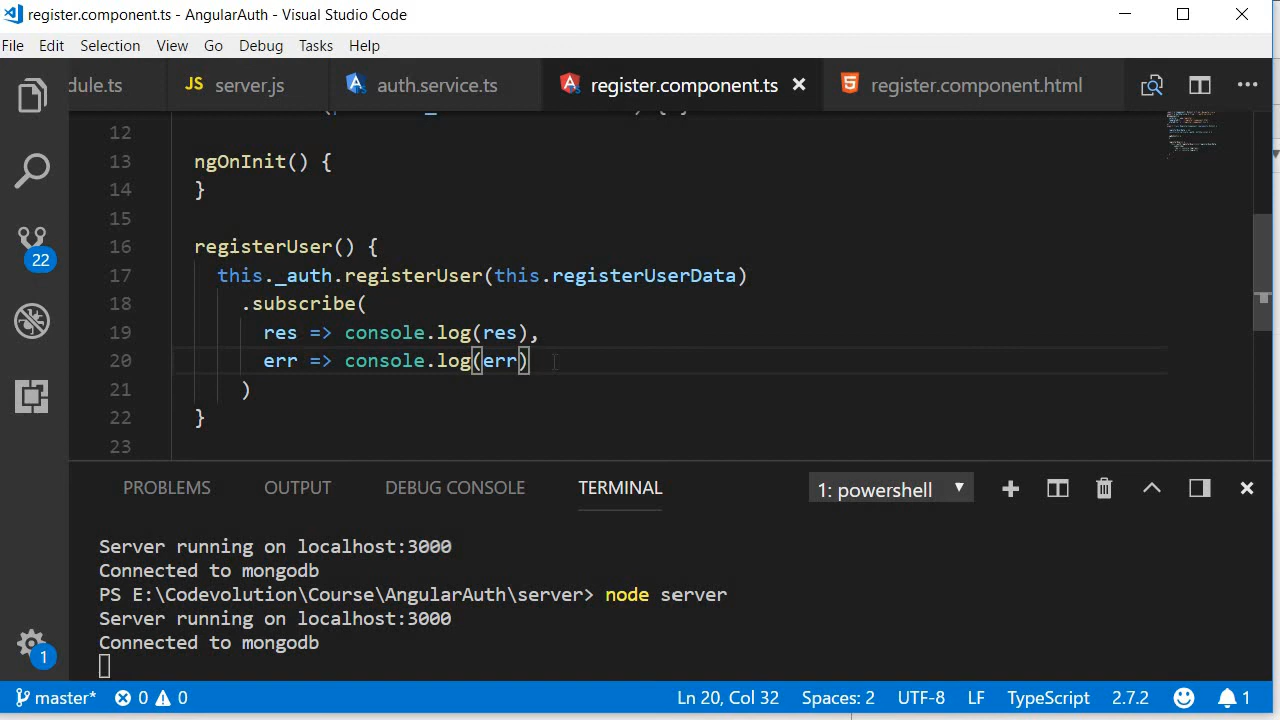 register.component.ts - AngularAuth - Visual Studio Code
File Edit Selection View Go Debug Tasks Help
dule.ts JS server.js auth.service.ts register.component.ts register.component.html
12
13 ngOnInit() {
14 }
15
16 registerUser() {
17 this._auth.registerUser(this.registerUserData)
18 .subscribe(
19 res => console.log(res),
20 err => console.log(err)
21 )
22 }
23
22
PROBLEMS OUTPUT DEBUG CONSOLE TERMINAL 1: powershell
Server running on localhost:3000
Connected to mongodb
PS E:\Codevolution\Course\AngularAuth\server> node server
Server running on localhost:3000
Connected to mongodb
1
master* 0 0 Ln 20, Col 32 Spaces: 2 UTF-8 LF TypeScript 2.7.2 1